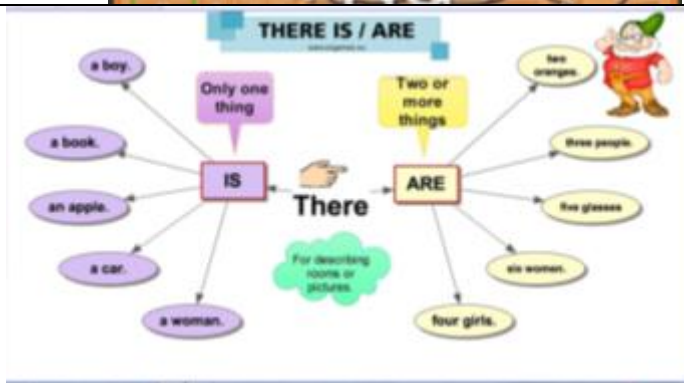 THERE IS / ARE
a boy.
a book.
an apple.
a car.
a woman.
Only one
thing
IS
There
For describing
rooms or
pictures.
Two or
more
things
ARE
two
oranges.
three people.
five glasses
six women.
four girls.